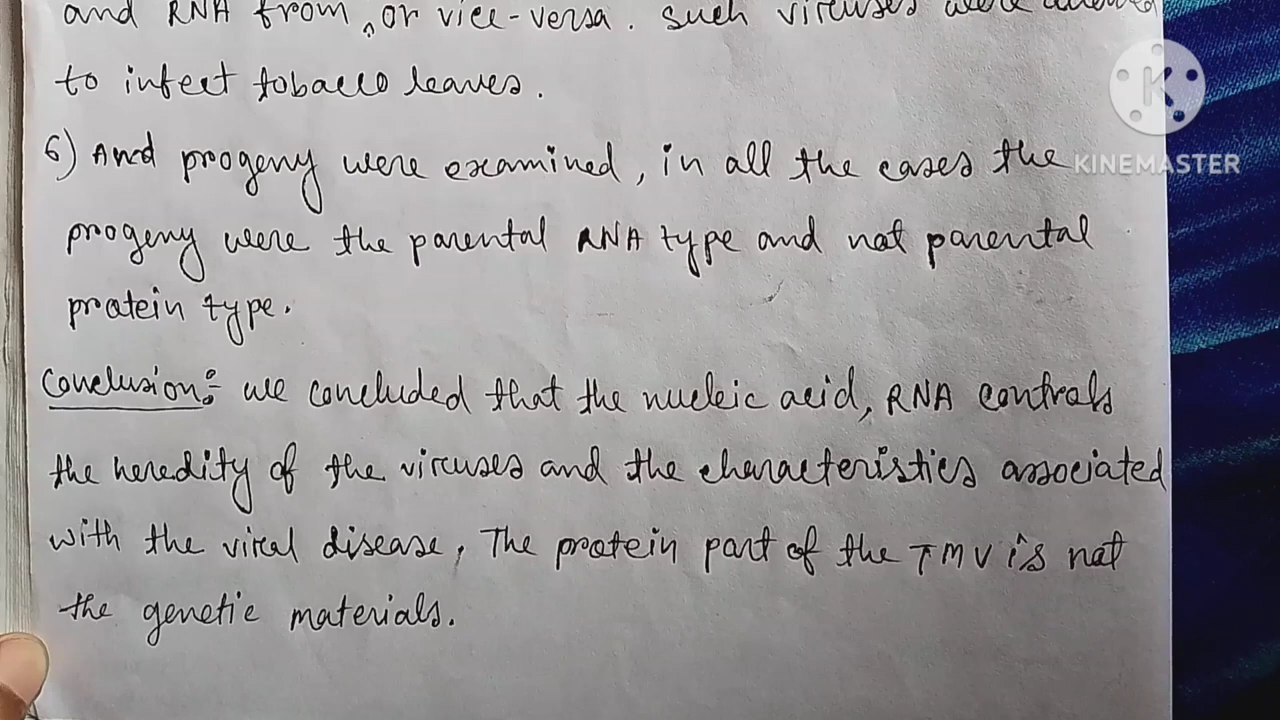 and RNA from ^ or vice-versa. Such viruses were allowed
to infect tobacco leaves.
6) And progeny were examined, in all the cases the
progeny were the parental RNA type and not parental
protein type.
Conclusion:- we concluded that the nucleic acid, RNA controls
the heredity of the viruses and the characteristics associated
with the viral disease, The protein part of the TMV is not
the genetic materials.
K
KINEMASTER